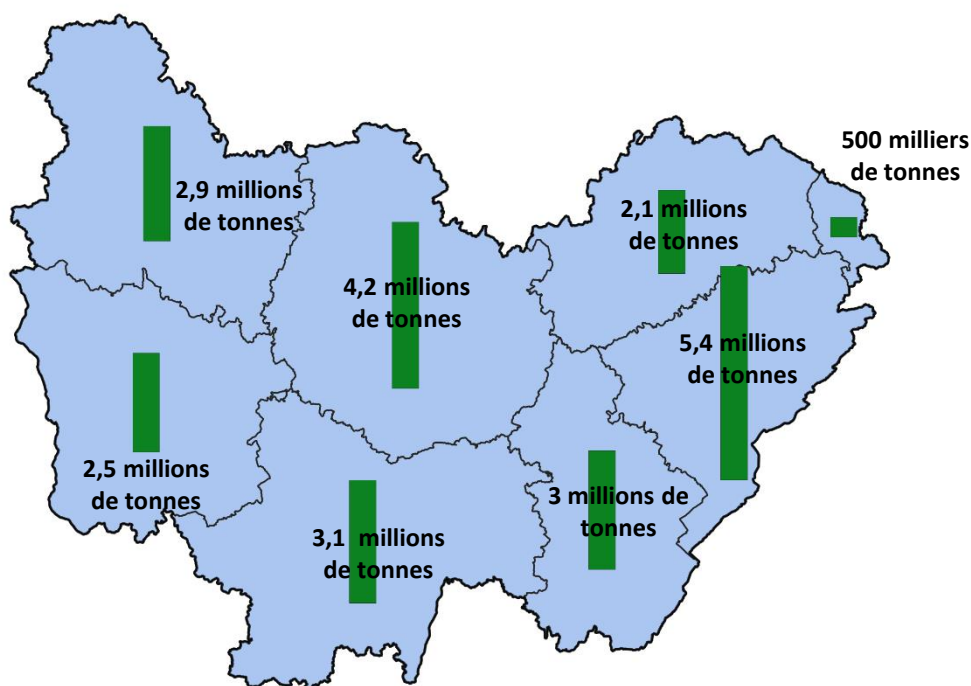 500 milliers
de tonnes
2,9 millions
de tonnes
2,1 millions
de tonnes
4,2 millions
de tonnes
5,4 millions
de tonnes
2,5 millions
de tonnes
3 millions de
tonnes
3,1 millions
de tonnes